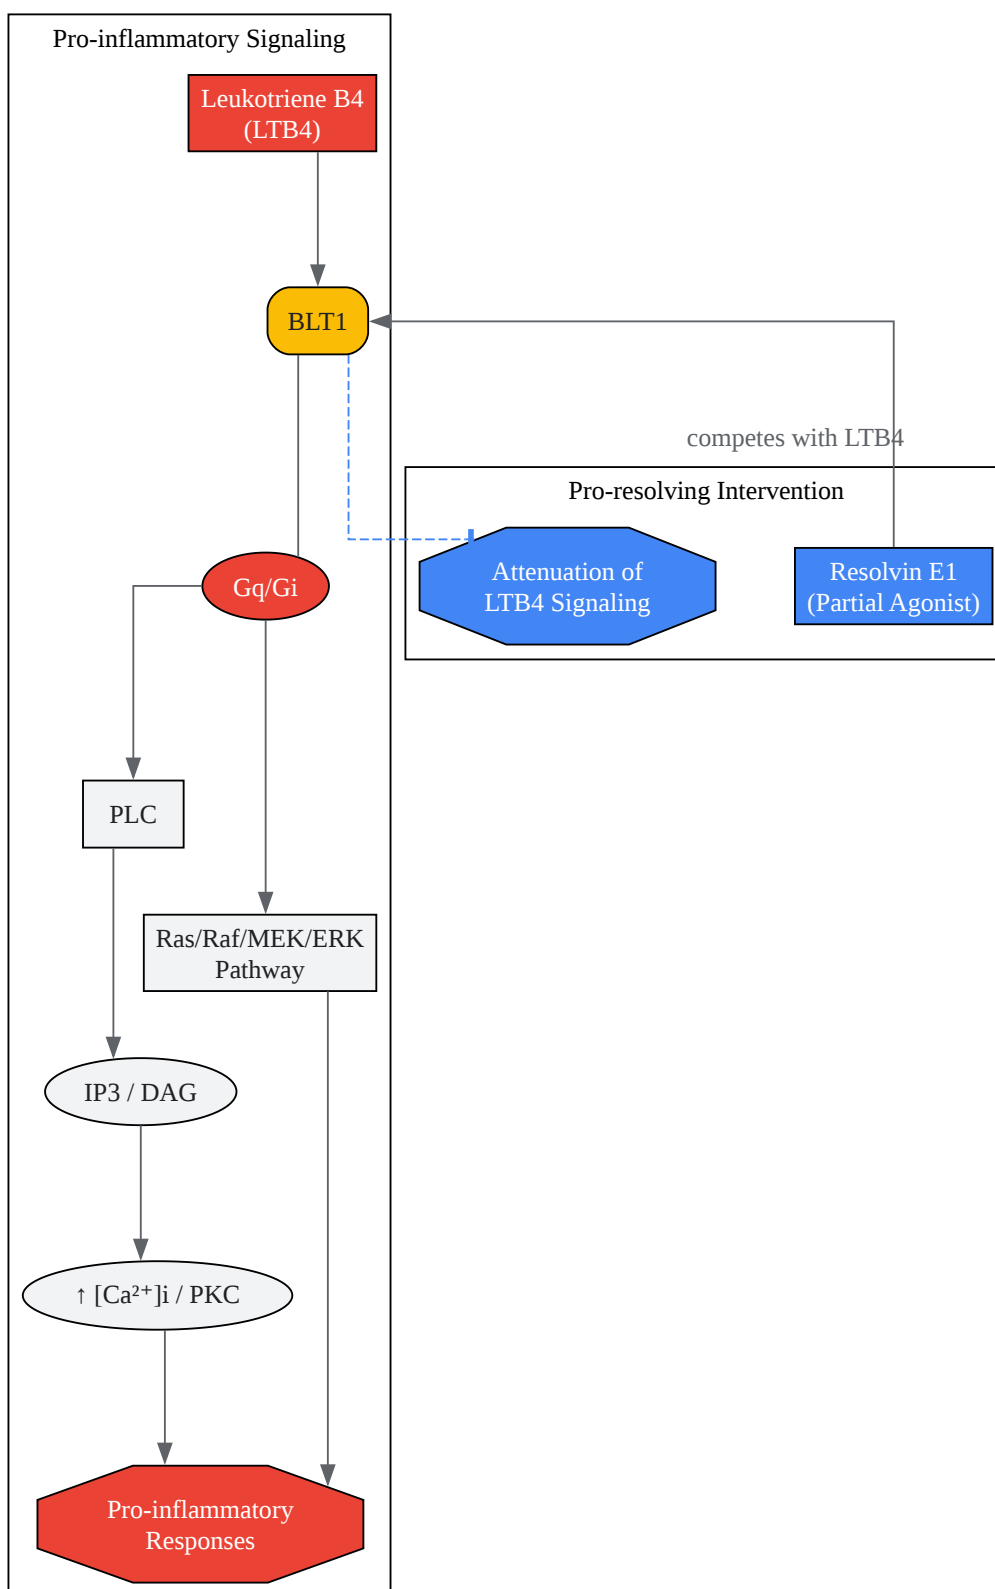 Pro-inflammatory Signaling
Leukotriene B4
(LTB4)
BLT1
competes with LTB4
Pro-resolving Intervention
Attenuation of
LTB4 Signaling
Resolvin E1
(Partial Agonist)
Gq/Gi
PLC
Ras/Raf/MEK/ERK
Pathway
IP3 / DAG
↑ [Ca²⁺]i / PKC
Pro-inflammatory
Responses